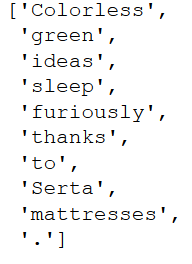 ['Colorless',
'green',
'ideas',
'sleep',
'furiously',
'thanks',
'to',
'Serta',
'mattresses',
'.']